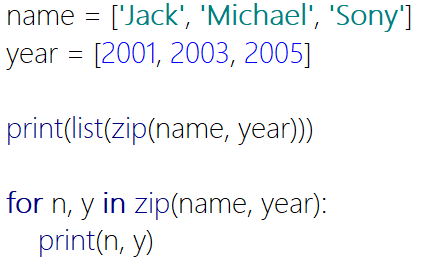 name = ['Jack', 'Michael', 'Sony']
year = [2001, 2003, 2005]
print(list(zip(name, year)))
for n, y in zip(name, year):
    print(n, y)